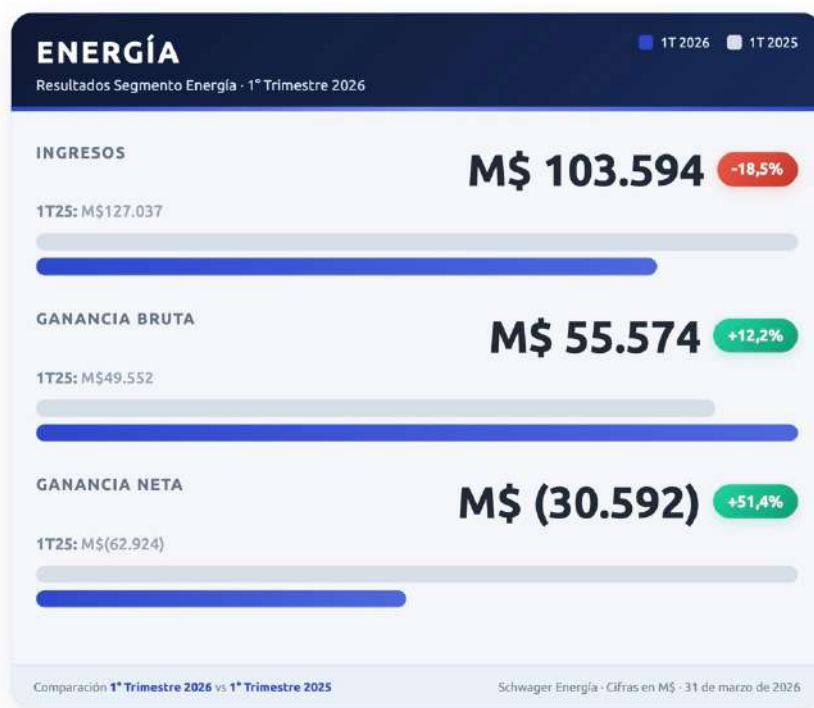 ENERGÍA
1T 2026 1T 2025
Resultados Segmento Energía · 1° Trimestre 2026
INGRESOS
M$ 103.594 -18,5%
1T25: M$127.037
GANANCIA BRUTA
M$ 55.574 +12,2%
1T25: M$49.552
GANANCIA NETA
M$ (30.592) +51,4%
1T25: M$(62.924)
Comparación 1° Trimestre 2026 vs 1° Trimestre 2025
Schwager Energía · Cifras en M$ · 31 de marzo de 2026